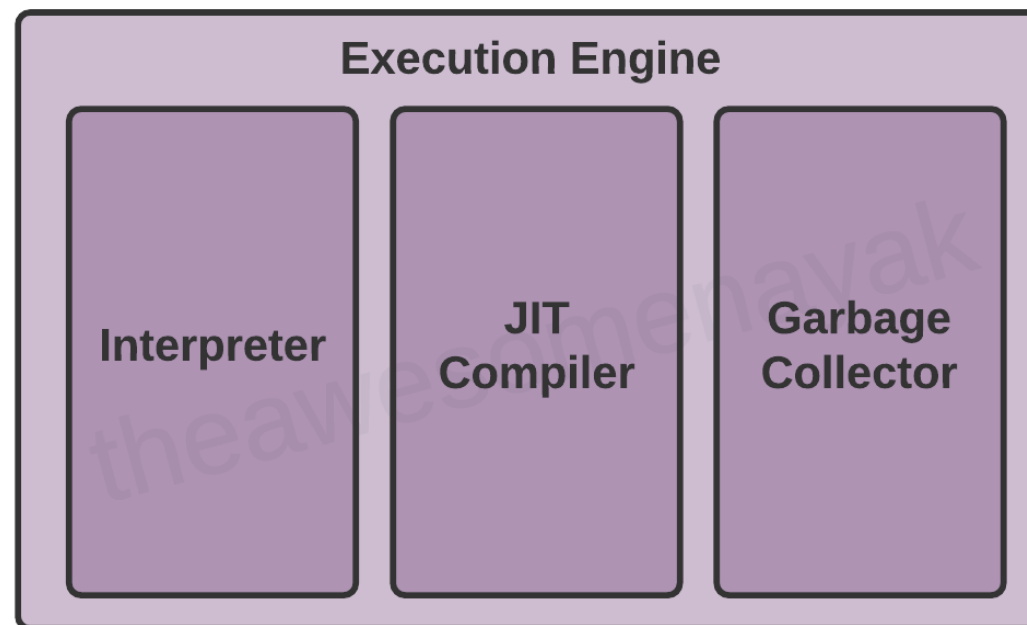 Execution Engine
Interpreter
JIT
Compiler
Garbage
Collector
theawesomenayak